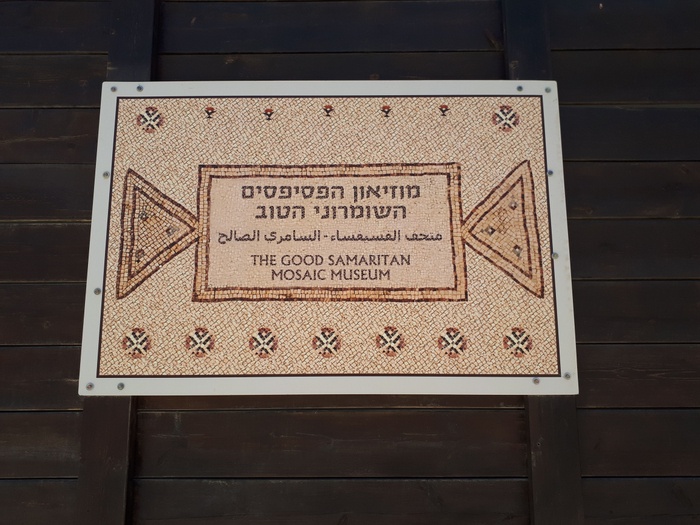 מוזיאון הפסיפסים
השומרוני הטוב
متحف الفسيفساء - السامري الصالح
THE GOOD SAMARITAN
MOSAIC MUSEUM